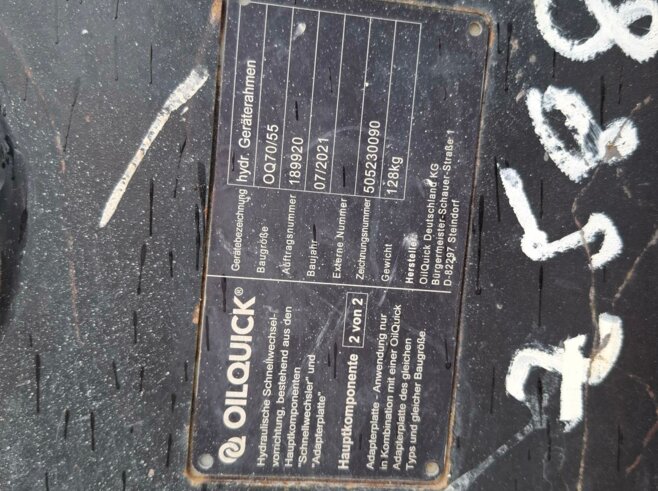 OILQUICK®
Hydraulische Schnellwechsel-
vorrichtung, bestehend aus den
Hauptkomponenten
"Schnellwechsler" und
"Adapterplatte"
Hauptkomponente 2 von 2
Adapterplatte - Anwendung nur
in Kombination mit einer OilQuick
Adapterplatte des gleichen
Typs und gleicher Baugröße.
Gerätebezeichnung hydr. Geräterahmen
Baugröße OQ70/55
Auftragsnummer 189920
Baujahr 07/2021
Externe Nummer
Zeichnungsnummer 505230090
Gewicht 128kg
Hersteller
OilQuick Deutschland KG
Bürgermeister-Schauer-Straße 1
D-82297 Steindorf